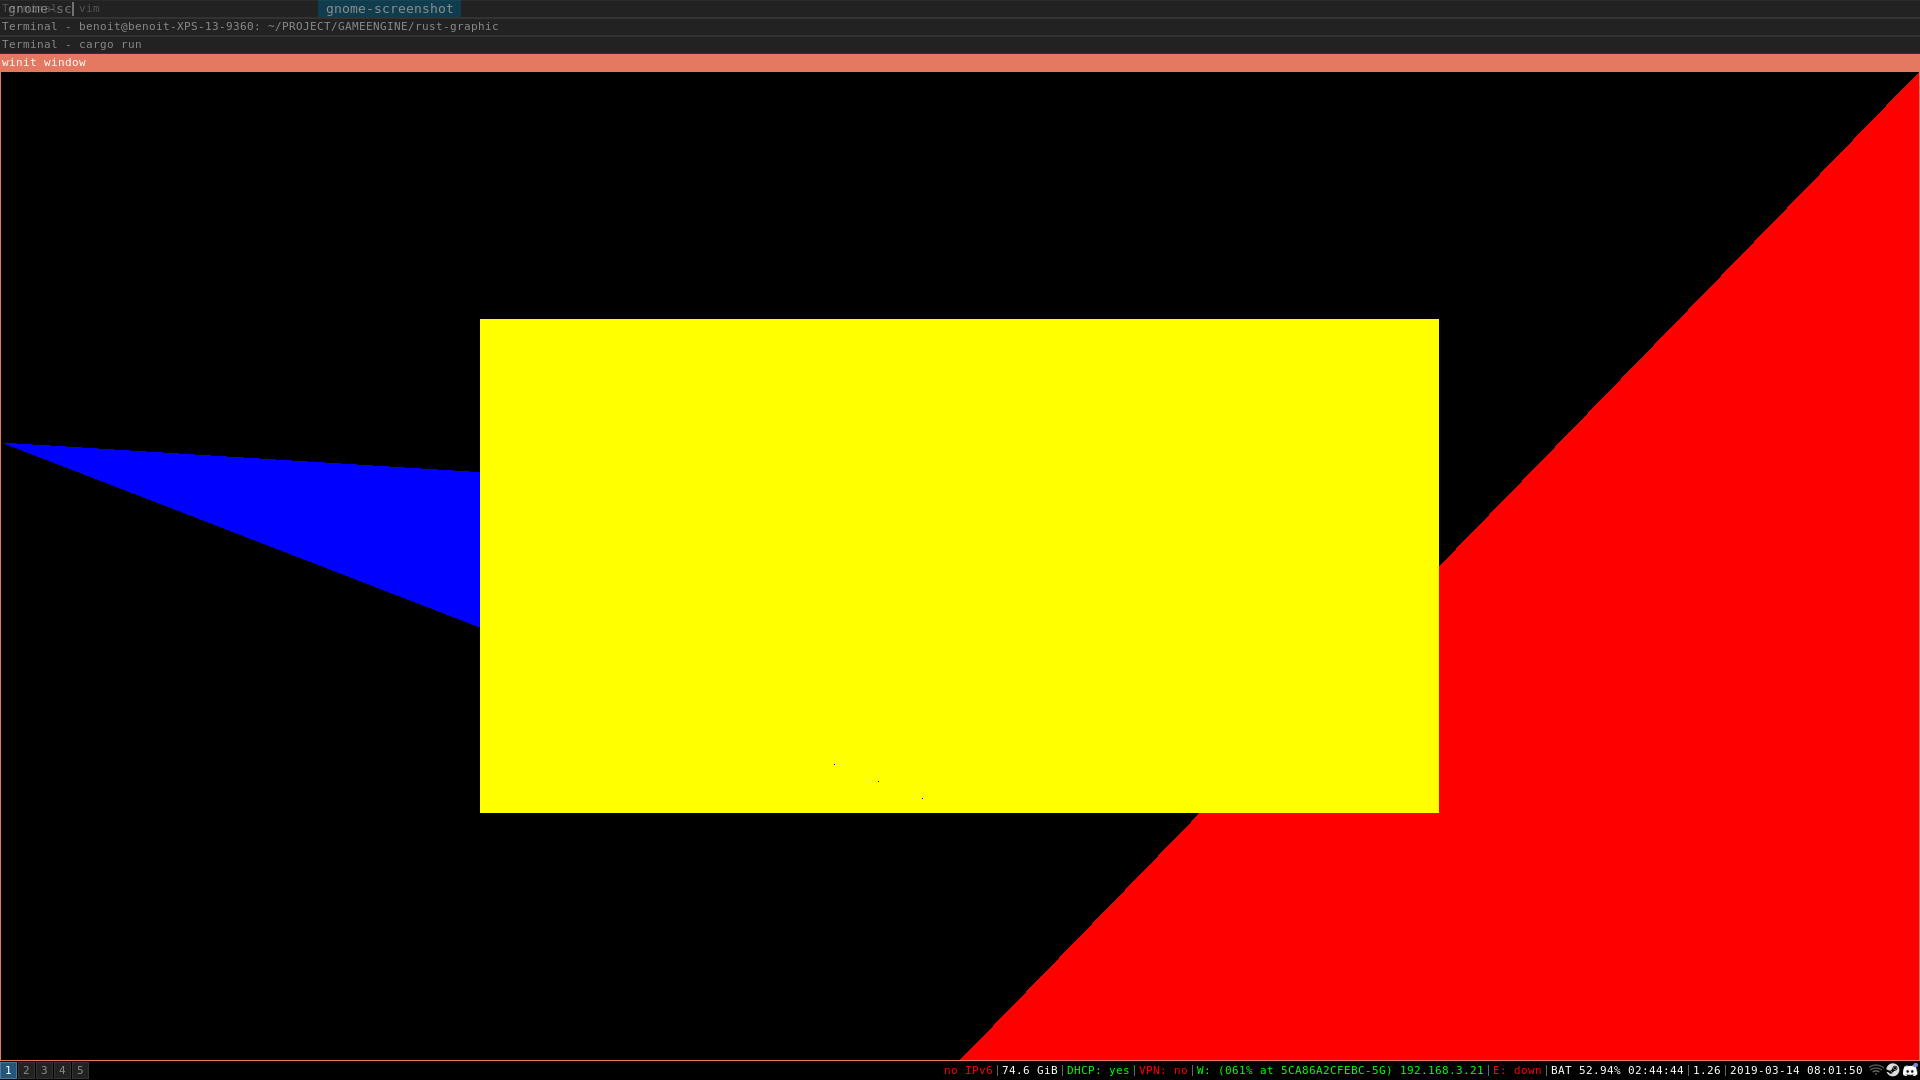 gnome-sc vim gnome-screenshot
Terminal - benoit@benoit-XPS-13-9360: ~/PROJECT/GAMEENGINE/rust-graphic
Terminal - cargo run
winit window
1 2 3 4 5 no IPv6|74.6 GiB|DHCP: yes|VPN: no|W: (061% at 5CA86A2CFEBC-5G) 192.168.3.21|E: down|BAT 52.94% 02:44:44|1.26|2019-03-14 08:01:50